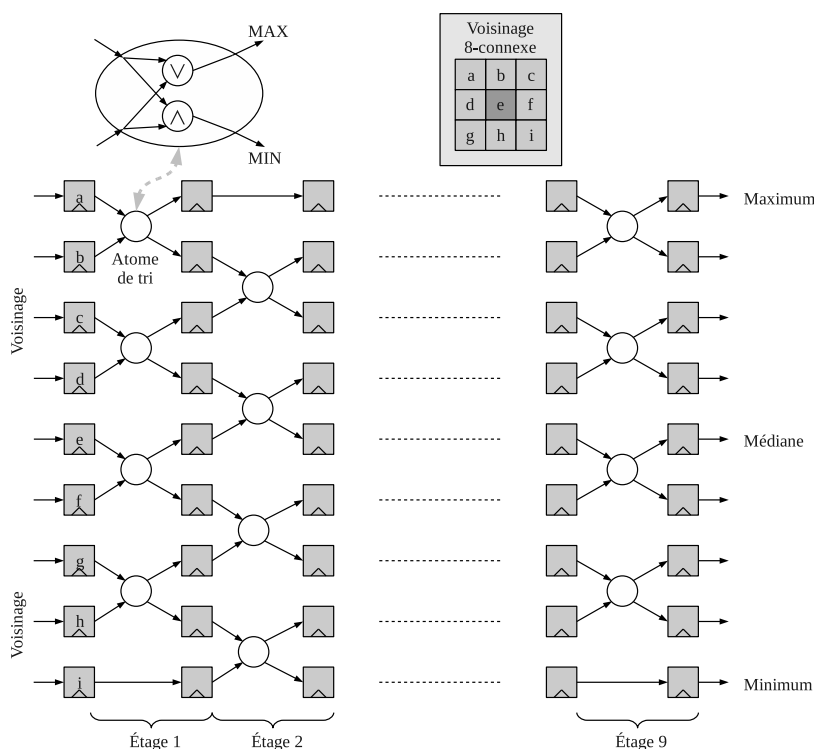 MAX
∨
∧
MIN
Voisinage
8-connexe
a b c
d e f
g h i
a
b
c
d
e
f
g
h
i
Atome
de tri
Voisinage
Voisinage
Maximum
Médiane
Minimum
Étage 1
Étage 2
Étage 9